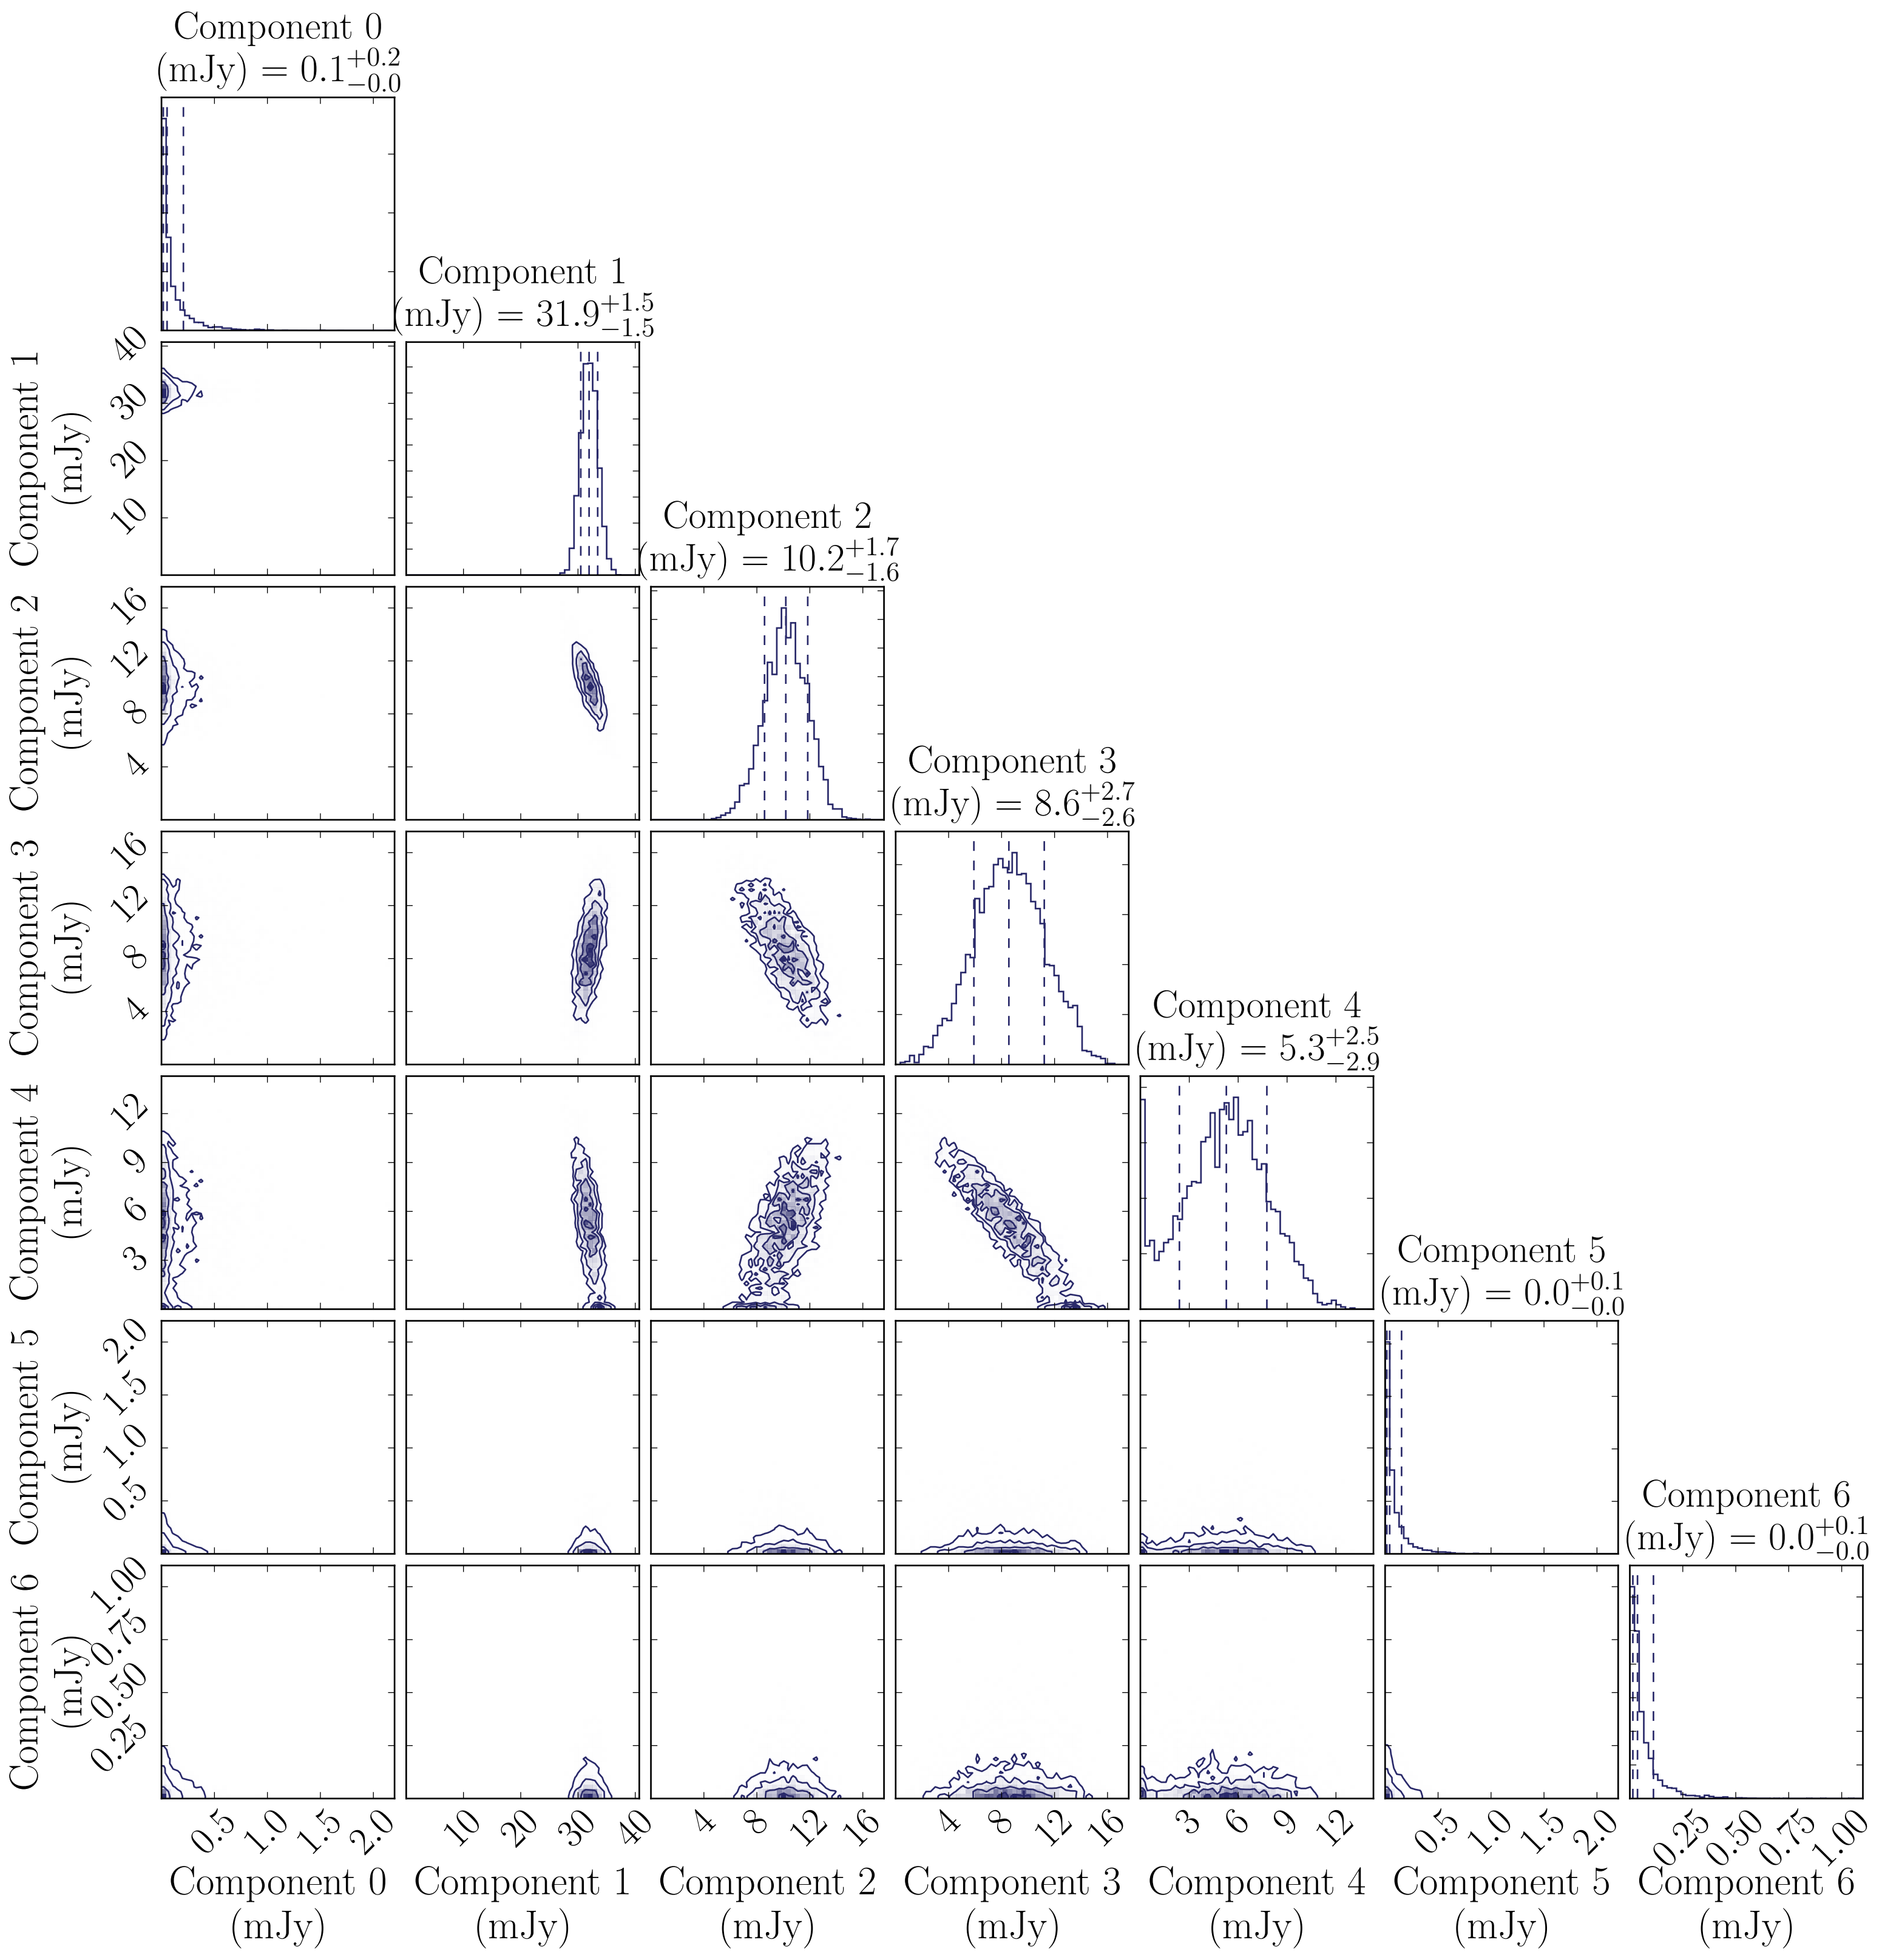 Component 0
(mJy) = 0.1^{+0.2}_{-0.0}
Component 1
(mJy) = 31.9^{+1.5}_{-1.5}
Component 1
(mJy)
40
30
20
10
Component 2
(mJy) = 10.2^{+1.7}_{-1.6}
Component 2
(mJy)
16
12
8
4
Component 3
(mJy) = 8.6^{+2.7}_{-2.6}
Component 3
(mJy)
16
12
8
4
Component 4
(mJy) = 5.3^{+2.5}_{-2.9}
Component 4
(mJy)
12
9
6
3
Component 5
(mJy) = 0.0^{+0.1}_{-0.0}
Component 5
(mJy)
2.0
1.5
1.0
0.5
Component 6
(mJy) = 0.0^{+0.1}_{-0.0}
Component 6
(mJy)
1.00
0.75
0.50
0.25
0.5 1.0 1.5 2.0 10 20 30 40 4 8 12 16 4 8 12 16 3 6 9 12 0.5 1.0 1.5 2.0 0.25 0.50 0.75 1.00
Component 0 Component 1 Component 2 Component 3 Component 4 Component 5 Component 6
(mJy) (mJy) (mJy) (mJy) (mJy) (mJy) (mJy)